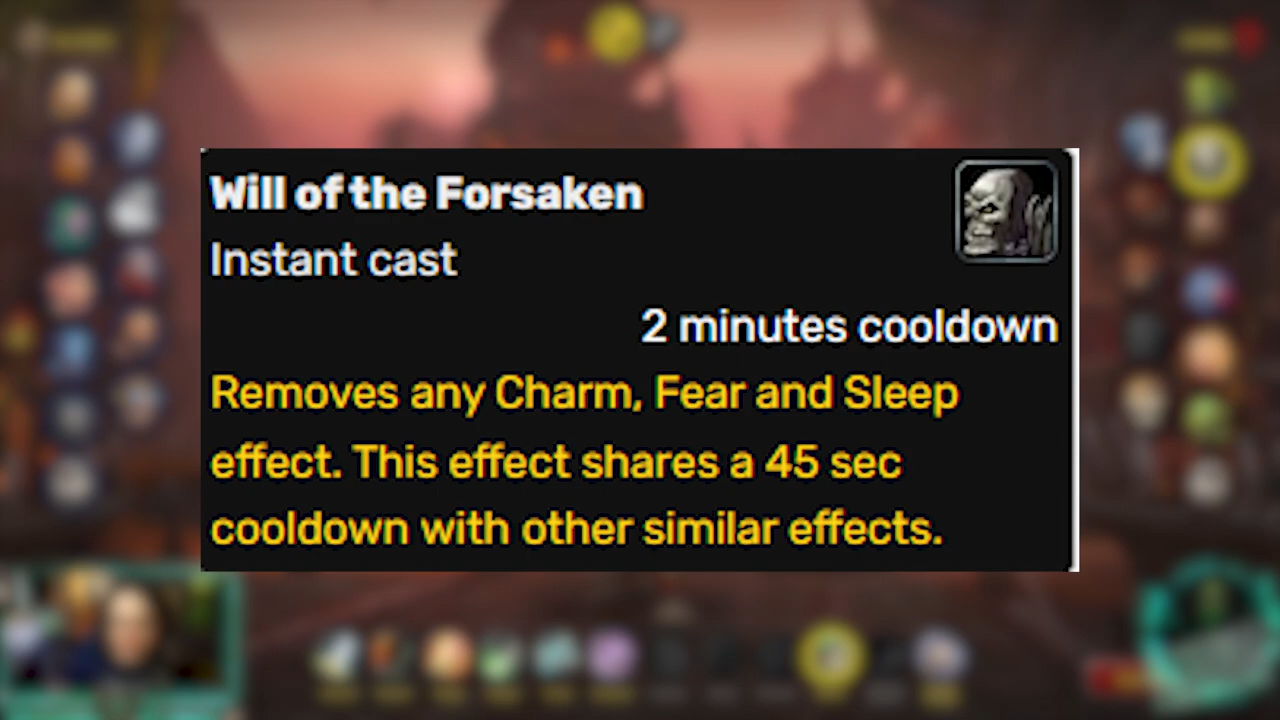 Will of the Forsaken
Instant cast
2 minutes cooldown
Removes any Charm, Fear and Sleep
effect. This effect shares a 45 sec
cooldown with other similar effects.